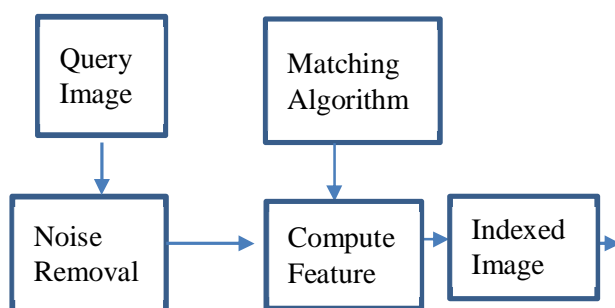 Query
Image
Matching
Algorithm
Noise
Removal
Compute
Feature
Indexed
Image